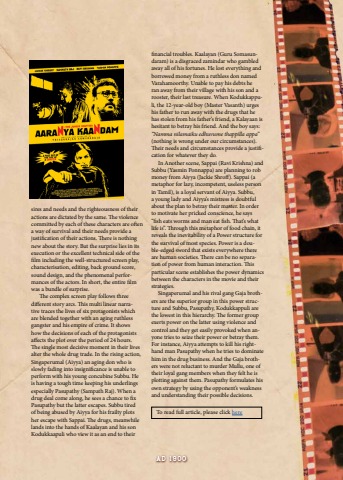 AARANYA KAANDAM
sins and needs and the righteousness of their
actions are dictated by the same. The violence
committed by each of these characters are often
a way of survival and their needs provide a
justification of their actions. There is nothing
new about the story. But the surprise lies in its
execution or the excellent technical side of the
film including the well-structured screen play,
characterisation, editing, back ground score,
sound design, and the phenomenal perfor-
mances of the actors. In short, the entire film
was a bundle of surprise.
The complex screen play follows three
different story arcs. This multi linear narra-
tive traces the lives of six protagonists which
are blended together with an aging ruthless
gangster and his empire of crime. It shows
how the decisions of each of the protagonists
affects the plot over the period of 24 hours.
The single most decisive moment in their lives
alter the whole drug trade. In the rising action,
Singaperumal (Aiyya) an aging don who is
slowly fading into insignificance is unable to
perform with his young concubine Subbu. He
is having a tough time keeping his underlings
especially Pasupathy (Sampath Raj). When a
drug deal come along, he sees a chance to fix
Pasupathy but the latter escapes. Subbu tired
of being abused by Aiyya for his frailty plots
her escape with Sappai. The drugs, meanwhile
lands into the hands of Kaalayan and his son
Kodukkaapuli who view it as an end to their
financial troubles. Kaalayan (Guru Somasun-
daram) is a disgraced zamindar who gambled
away all of his fortunes. He lost everything and
borrowed money from a ruthless don named
Varahamoorthy. Unable to pay his debts he
run away from their village with his son and a
rooster, their last treasure. When Kodukkapu-
li, the 12-year-old boy (Master Vasanth) urges
his father to run away with the drugs that he
has stolen from his father's friend, a Kalayaan is
hesitant to betray his friend. And the boy says:
"Namma nelamaiku edhuvume thappilla appa"
(nothing is wrong under our circumstances).
Their needs and circumstances provide a justifi-
cation for whatever they do.
In Another scene, Sappai (Ravi Krishna) and
Subbu (Yasmin Ponnappa) are planning to rob
money from Aiyya (Jackie Shroff). Sappai (a
metaphor for lazy, incompetent, useless person
in Tamil), is a loyal servant of Aiyya. Subbu,
a young lady and Aiyya's mistress is doubtful
about the plan to betray their master. In order
to motivate her pricked conscience, he says
"fish eats worms and man eat fish. That's what
life is". Through this metaphor of food chain, it
reveals the inevitability of a Power structure for
the survival of most species. Power is a dou-
ble-edged sword that exists everywhere there
are human societies. There can be no separa-
tion of power from human interaction. This
particular scene establishes the power dynamics
between the characters in the movie and their
strategies.
Singaperumal and his rival gang Gaja broth-
ers are the superior group in this power struc-
ture and Subbu, Pasupathy, Kodukkappuli are
the lowest in this hierarchy. The former group
exerts power on the latter using violence and
control and they get easily provoked when an-
yone tries to seize their power or betray them.
For instance, Aiyya attempts to kill his right-
hand man Pasupathy when he tries to dominate
him in the drug business. And the Gaja broth-
ers were not reluctant to murder Mullu, one of
their loyal gang members when they felt he is
plotting against them. Pasupathy formulates his
own strategy by using the opponent's weakness
and understanding their possible decisions.
To read full article, please click here
AD 1800